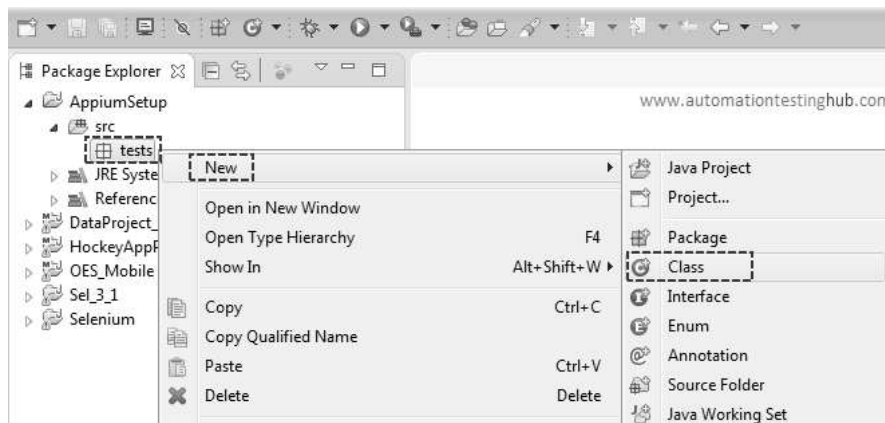 Package Explorer
www.automationtestinghub.com
AppiumSetup
src
tests
JRE Syste
Referenc
DataProject_
HockeyAppF
OES_Mobile
Sel_3_1
Selenium
New
Open in New Window
Open Type Hierarchy F4
Show In Alt+Shift+W
Copy Ctrl+C
Copy Qualified Name
Paste Ctrl+V
Delete Delete
Java Project
Project...
Package
Class
Interface
Enum
Annotation
Source Folder
Java Working Set